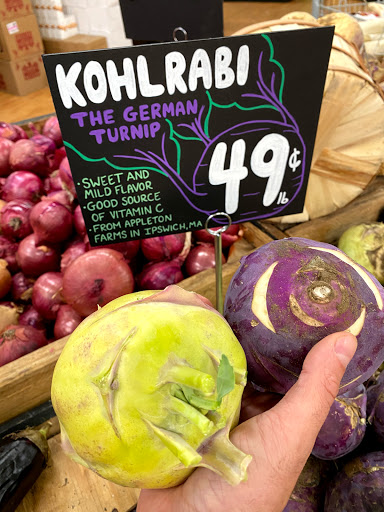 KOHLRABI
THE GERMAN
TURNIP
49¢
lb
• SWEET AND
MILD FLAVOR
• GOOD SOURCE
OF VITAMIN C
• FROM APPLETON
FARMS IN IPSWICH, MA